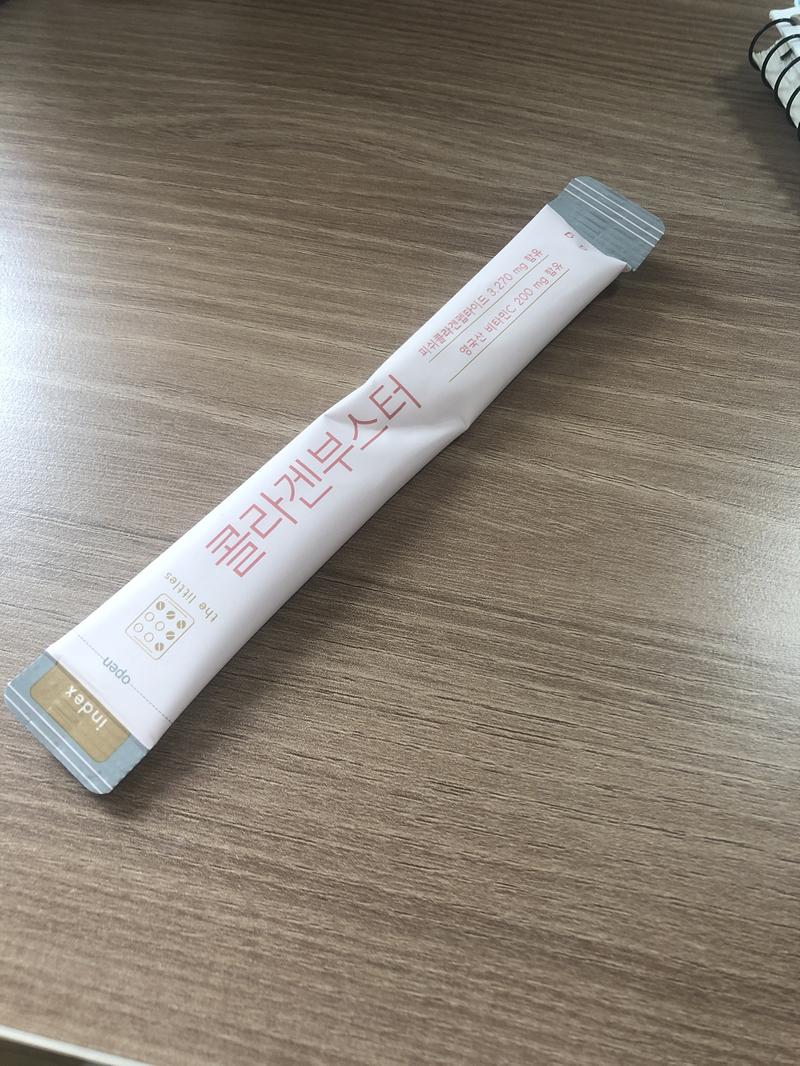 index
open
the littles
콜라겐부스터
피쉬콜라겐펩타이드 3,270 mg 함유
영국산 비타민C 200 mg 함유